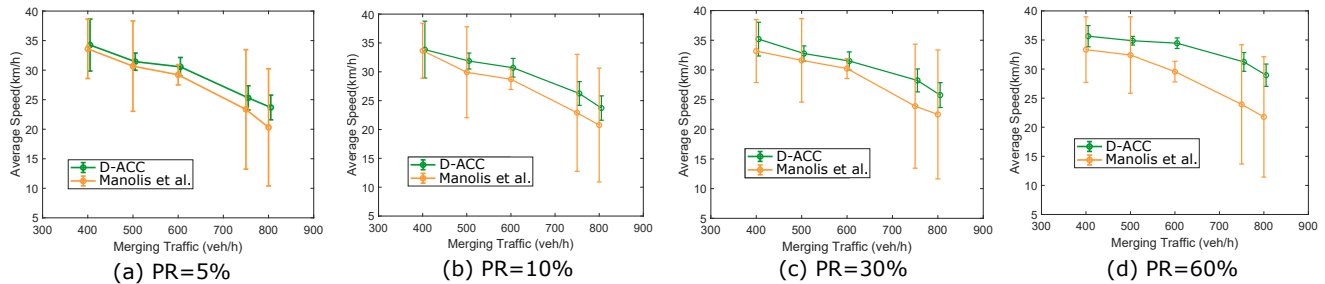 40
35
30
25
20
15
10
5
Average Speed(km/h)
D-ACC
Manolis et al.
300 400 500 600 700 800 900
Merging Traffic (veh/h)
(a) PR=5%
40
35
30
25
20
15
10
5
Average Speed(km/h)
D-ACC
Manolis et al.
300 400 500 600 700 800 900
Merging Traffic (veh/h)
(b) PR=10%
40
35
30
25
20
15
10
5
Average Speed(km/h)
D-ACC
Manolis et al.
300 400 500 600 700 800 900
Merging Traffic (veh/h)
(c) PR=30%
40
35
30
25
20
15
10
5
Average Speed(km/h)
D-ACC
Manolis et al.
300 400 500 600 700 800 900
Merging Traffic (veh/h)
(d) PR=60%